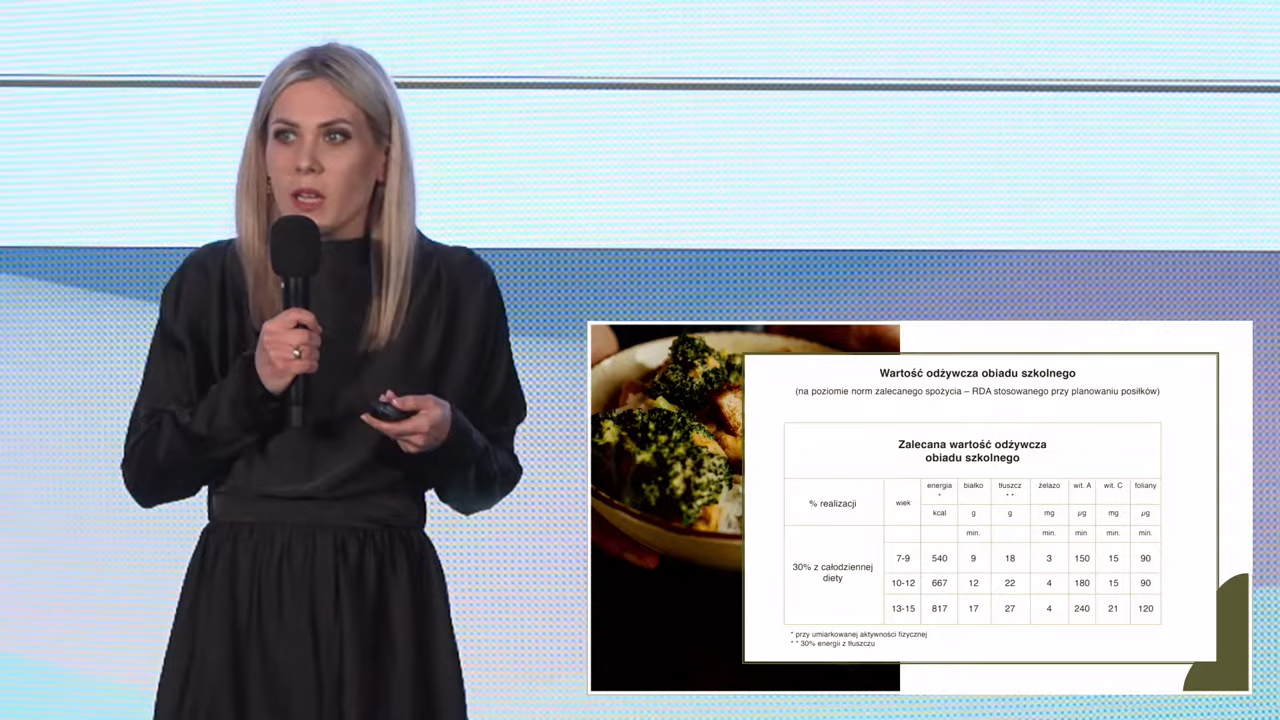 Wartość odżywcza obiadu szkolnego
(na poziomie norm zalecanego spożycia – RDA stosowanego przy planowaniu posiłków)
Zalecana wartość odżywcza
obiadu szkolnego
% realizacji wiek energia * białko tłuszcz ** żelazo wit. A wit. C foliany
kcal g g mg µg mg µg
min. min. min. min. min.
30% z całodziennej
diety
7-9 540 9 18 3 150 15 90
10-12 667 12 22 4 180 15 90
13-15 817 17 27 4 240 21 120
* przy umiarkowanej aktywności fizycznej
* * 30% energii z tłuszczu